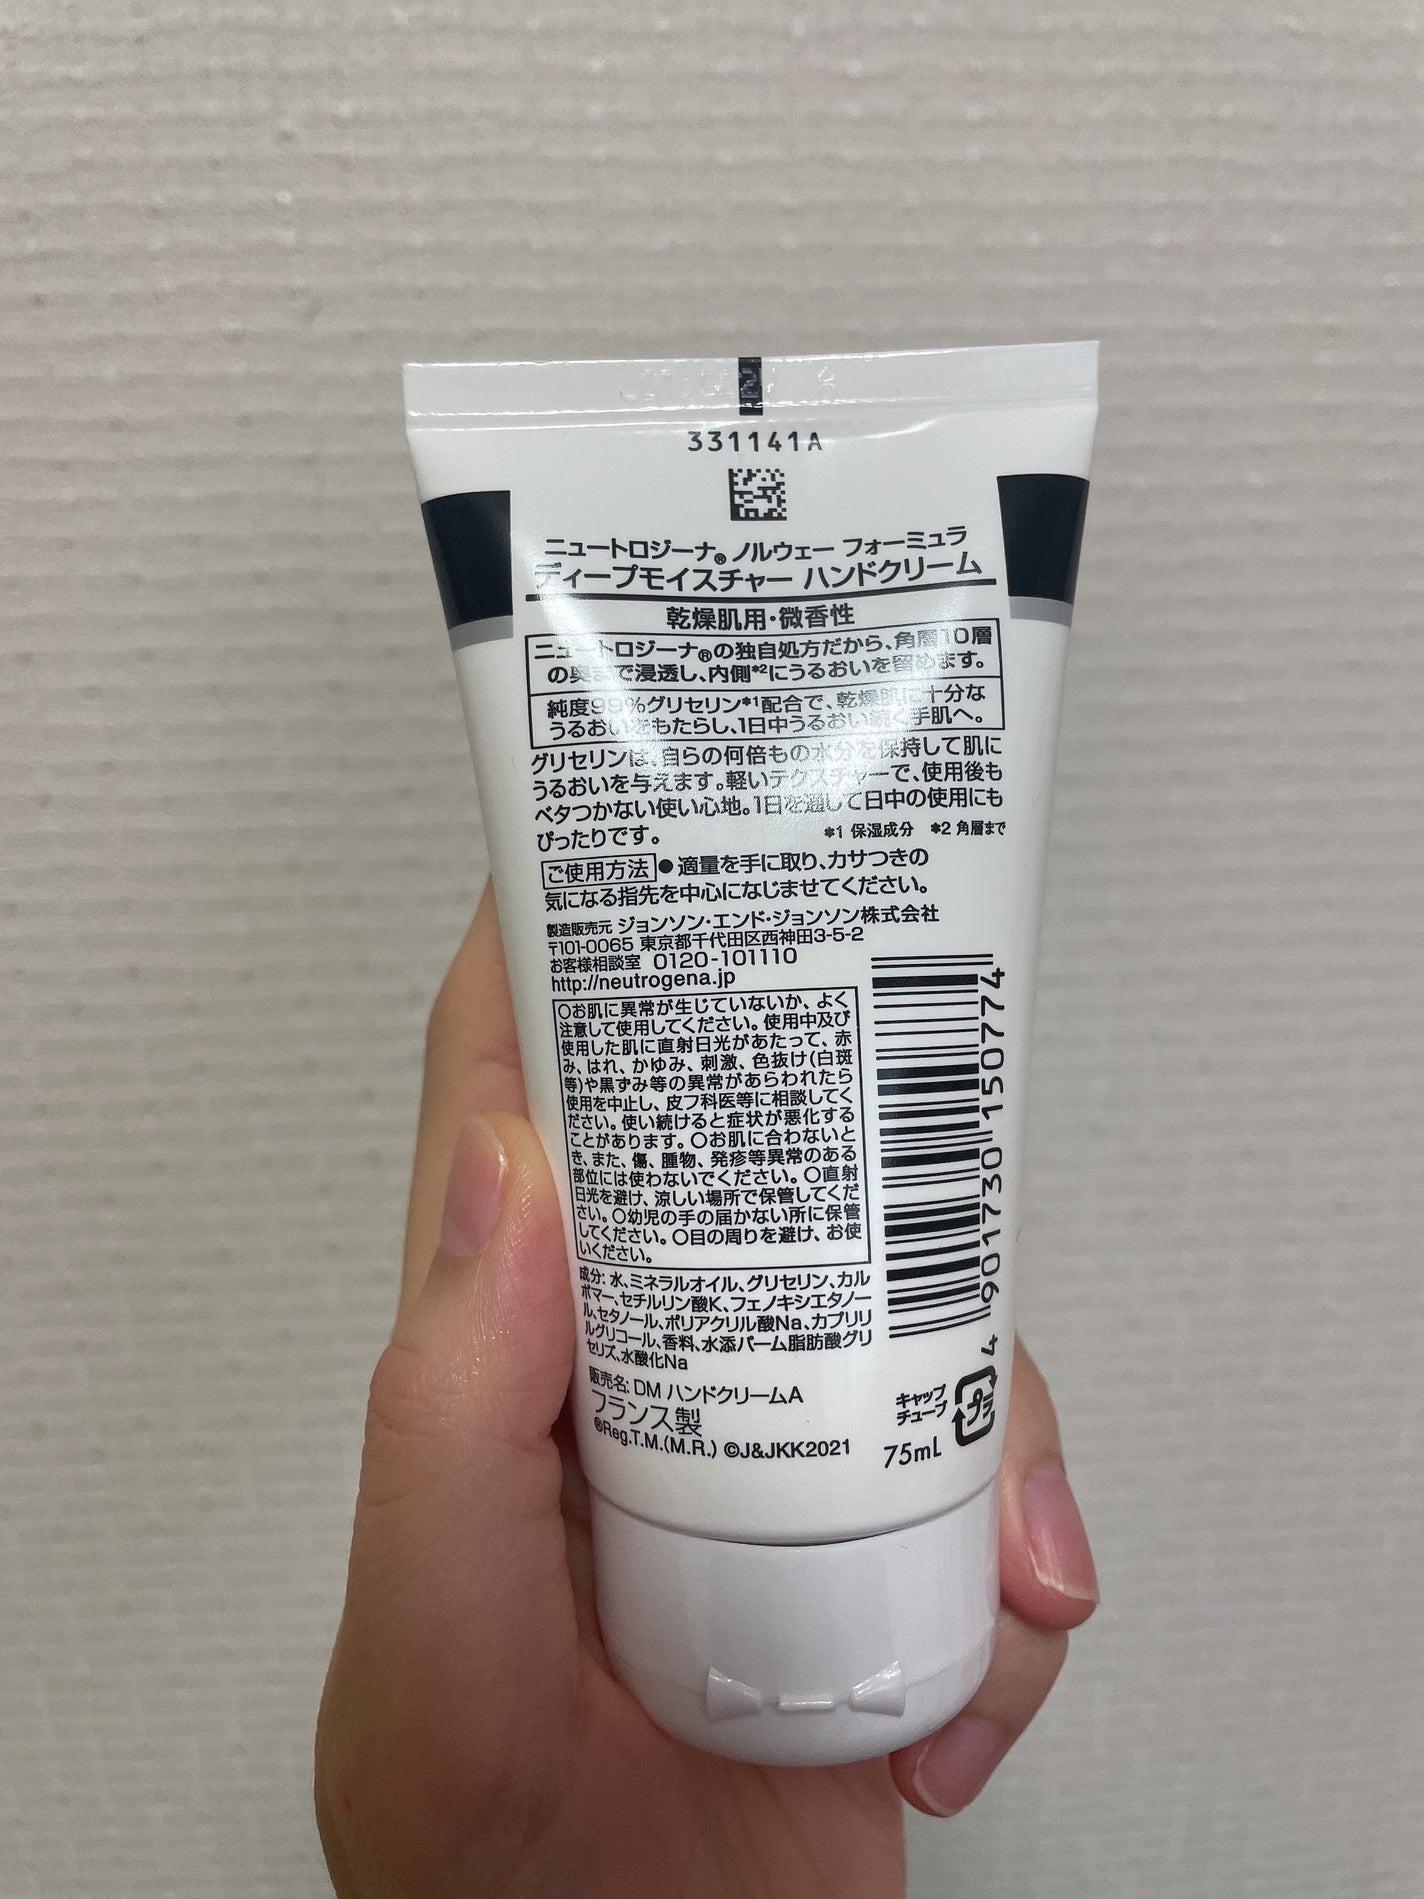 331141A
ニュートロジーナ® ノルウェー フォーミュラ
ディープモイスチャー ハンドクリーム
乾燥肌用・微香性
ニュートロジーナ®の独自処方だから、角層10層
の奥まで浸透し、内側*2にうるおいを留めます。
純度99%グリセリン*1配合で、乾燥肌に十分な
うるおいをもたらし、1日中うるおい続く手肌へ。
グリセリンは、自らの何倍もの水分を保持して肌に
うるおいを与えます。軽いテクスチャーで、使用後も
ベタつかない使い心地。1日を通して日中の使用にも
ぴったりです。 *1 保湿成分 *2 角層まで
ご使用方法 ●適量を手に取り、カサつきの
気になる指先を中心になじませてください。
製造販売元 ジョンソン・エンド・ジョンソン株式会社
〒101-0065 東京都千代田区西神田3-5-2
お客様相談室 0120-101110
http://neutrogena.jp
○お肌に異常が生じていないか、よく
注意して使用してください。使用中及び
使用した肌に直射日光があたって、赤
み、はれ、かゆみ、刺激、色抜け(白斑
等)や黒ずみ等の異常があらわれたら
使用を中止し、皮フ科医等に相談してく
ださい。使い続けると症状が悪化する
ことがあります。○お肌に合わないと
き、また、傷、腫物、発疹等異常のある
部位には使わないでください。○直射
日光を避け、涼しい場所で保管してくだ
さい。○幼児の手の届かない所に保管
してください。○目の周りを避け、お使
いください。
成分: 水、ミネラルオイル、グリセリン、カル
ボマー、セチルリン酸K、フェノキシエタノー
ル、セタノール、ポリアクリル酸Na、カプリリ
ルグリコール、香料、水添パーム脂肪酸グリ
セリズ、水酸化Na
販売名: DM ハンドクリームA
フランス製
®Reg.T.M.(M.R.) ©J&JKK2021
4 901730 150774
キャップ
チューブ
プラ
75mL